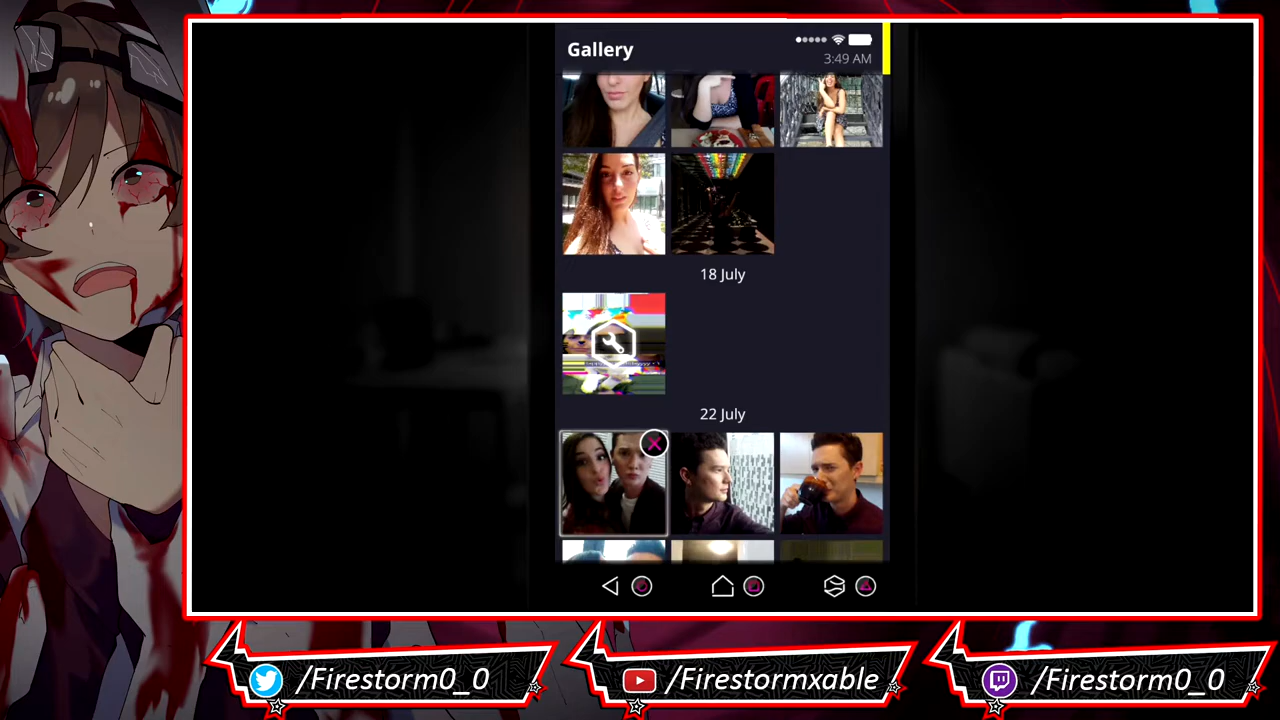 Gallery
3:49 AM
18 July
22 July
/Firestorm0_0
/Firestormxable
/Firestorm0_0